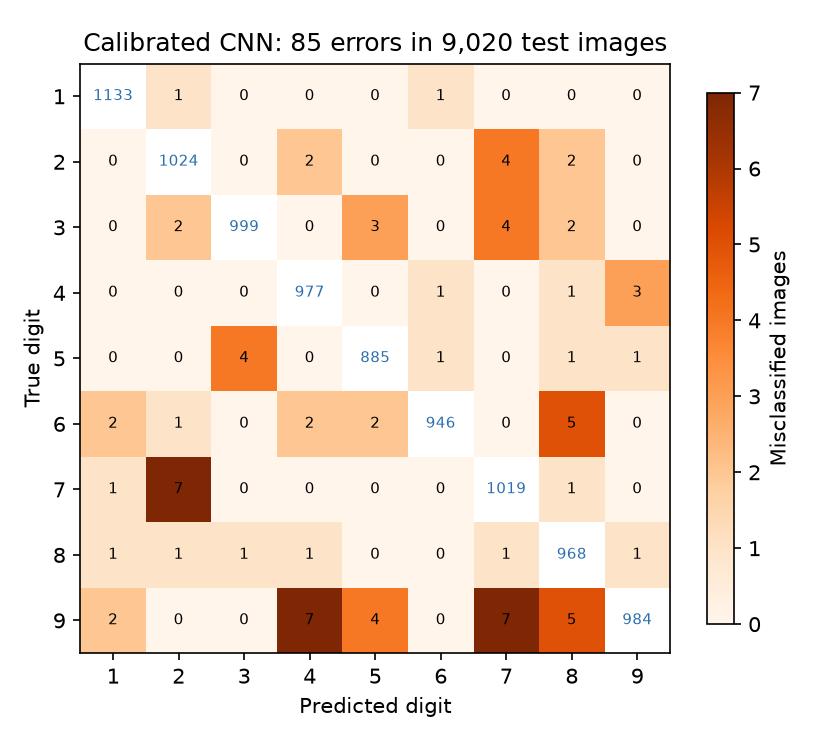 Calibrated CNN: 85 errors in 9,020 test images
True digit
1 1133 1 0 0 0 1 0 0 0
2 0 1024 0 2 0 0 4 2 0
3 0 2 999 0 3 0 4 2 0
4 0 0 0 977 0 1 0 1 3
5 0 0 4 0 885 1 0 1 1
6 2 1 0 2 2 946 0 5 0
7 1 7 0 0 0 0 1019 1 0
8 1 1 1 1 0 0 1 968 1
9 2 0 0 7 4 0 7 5 984
1 2 3 4 5 6 7 8 9
Predicted digit
7
6
5
4
3
2
1
0
Misclassified images